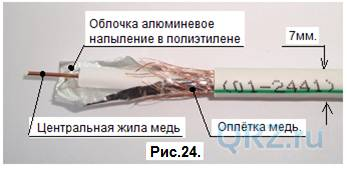 Облочка алюминевое
напыление в полиэтилене
7мм.
(01-2441)
QRZ.ru
Центральная жила медь
Оплётка медь
Рис.24.